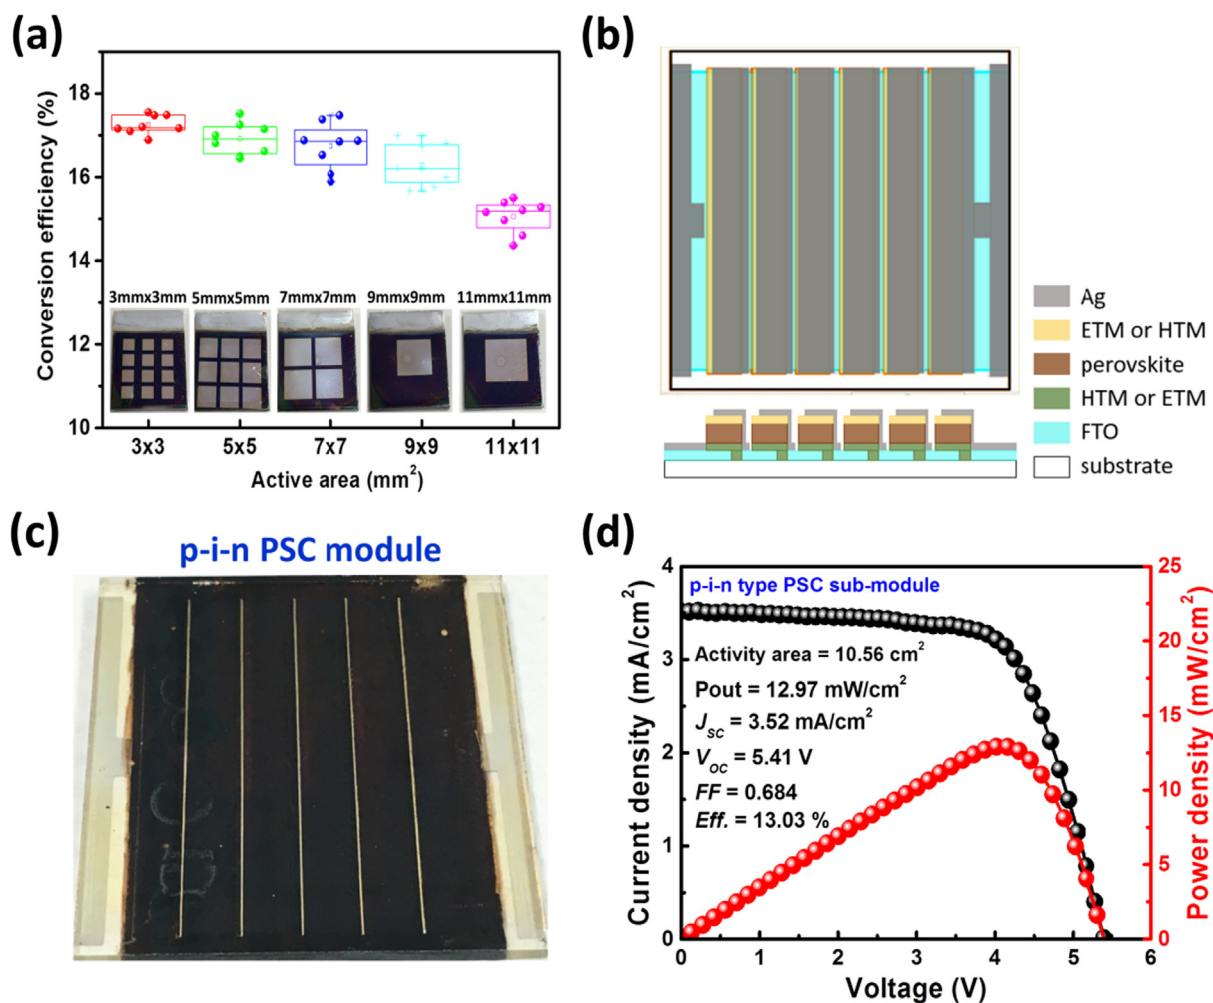 (a)
Conversion efficiency (%)
18
16
14
12
10
3mmx3mm 5mmx5mm 7mmx7mm 9mmx9mm 11mmx11mm
3x3 5x5 7x7 9x9 11x11
Active area (mm²)
(b)
Ag
ETM or HTM
perovskite
HTM or ETM
FTO
substrate
(c)
p-i-n PSC module
(d)
Current density (mA/cm²)
4
3
2
1
0
p-i-n type PSC sub-module
Activity area = 10.56 cm²
Pout = 12.97 mW/cm²
Jsc = 3.52 mA/cm²
Voc = 5.41 V
FF = 0.684
Eff. = 13.03 %
25
20
15
10
5
0
Power density (mW/cm²)
0 1 2 3 4 5 6
Voltage (V)